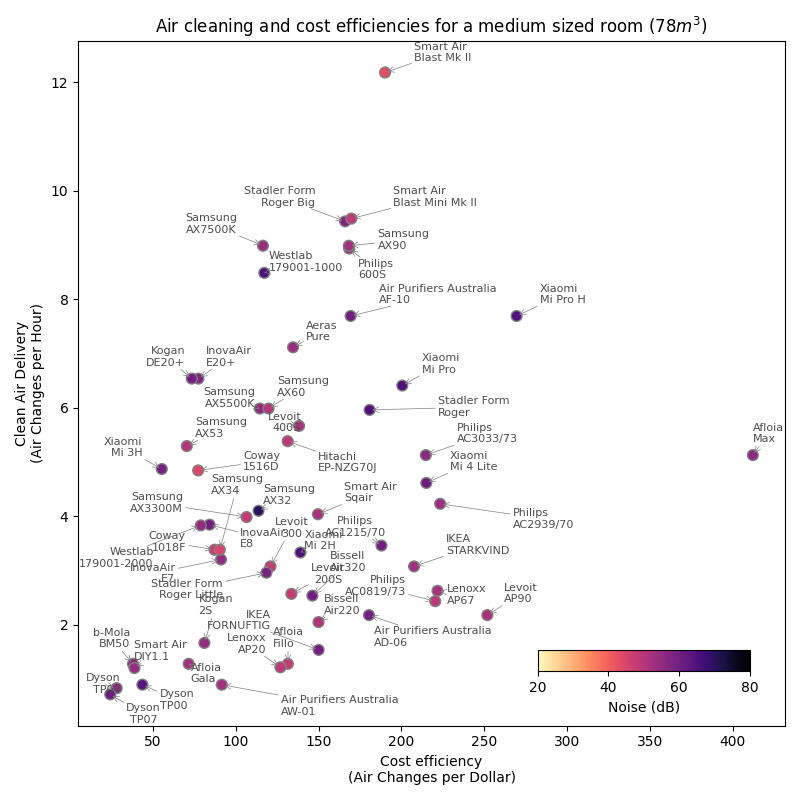 Air cleaning and cost efficiencies for a medium sized room (78m³)
Smart Air
Blast Mk II
Stadler Form
Roger Big
Smart Air
Blast Mini Mk II
Samsung
AX7500K
Samsung
AX90
Westlab
179001-1000
Philips
600S
Air Purifiers Australia
AF-10
Xiaomi
Mi Pro H
Aeras
Pure
Kogan
DE20+
InovaAir
E20+
Xiaomi
Mi Pro
Samsung
AX5500K
Samsung
AX60
Stadler Form
Roger
Levoit
400S
Samsung
AX53
Philips
AC3033/73
Afloia
Max
Xiaomi
Mi 3H
Coway
1516D
Hitachi
EP-NZG70J
Xiaomi
Mi 4 Lite
Samsung
AX34
Samsung
AX32
Smart Air
Sqair
Samsung
AX3300M
Philips
AC2939/70
Coway
1018F
InovaAir
E8
Levoit
300
Xiaomi
Mi 2H
Philips
AC1215/70
IKEA
STARKVIND
Westlab
179001-2000
InovaAir
E7
Bissell
Air320
Stadler Form
Roger Little
Levoit
200S
Philips
AC0819/73
Lenoxx
AP67
Levoit
AP90
Kogan
2S
Bissell
Air220
IKEA
FORNUFTIG
Air Purifiers Australia
AD-06
b-Mola
BM50
Smart Air
DIY1.1
Lenoxx
AP20
Afloia
Fillo
Afloia
Gala
Dyson
Dyson
TP00
Dyson
TP07
Air Purifiers Australia
AW-01
12
10
8
6
4
2
Clean Air Delivery
(Air Changes per Hour)
20 40 60 80
Noise (dB)
50 100 150 200 250 300 350 400
Cost efficiency
(Air Changes per Dollar)